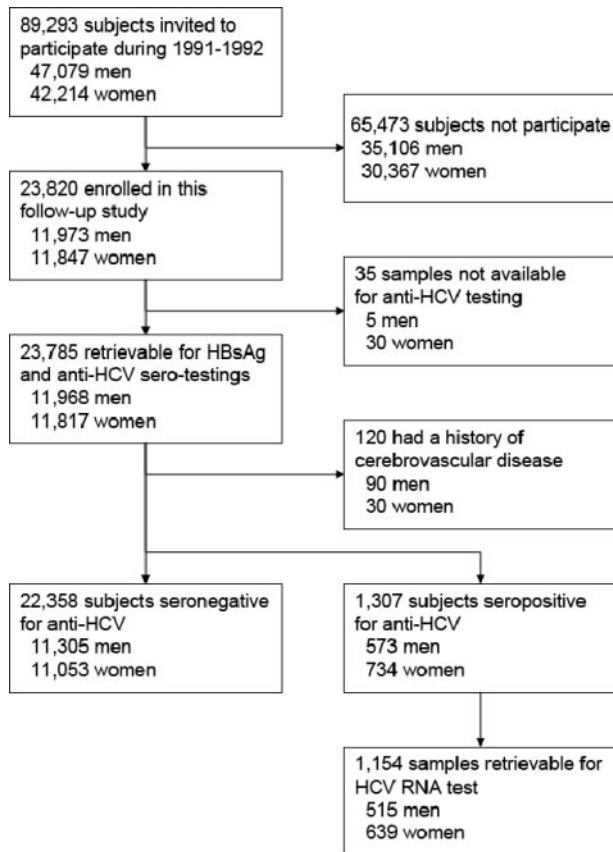 89,293 subjects invited to
participate during 1991-1992
47,079 men
42,214 women
65,473 subjects not participate
35,106 men
30,367 women
23,820 enrolled in this
follow-up study
11,973 men
11,847 women
35 samples not available
for anti-HCV testing
5 men
30 women
23,785 retrievable for HBsAg
and anti-HCV sero-testings
11,968 men
11,817 women
120 had a history of
cerebrovascular disease
90 men
30 women
22,358 subjects seronegative
for anti-HCV
11,305 men
11,053 women
1,307 subjects seropositive
for anti-HCV
573 men
734 women
1,154 samples retrievable for
HCV RNA test
515 men
639 women